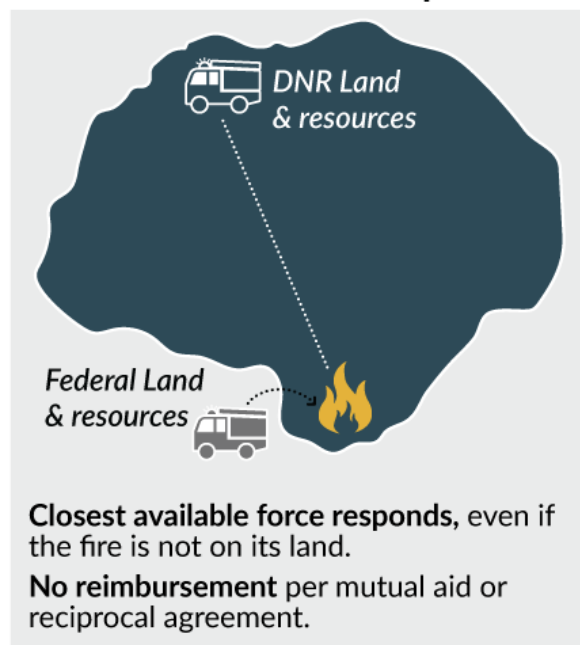 DNR Land
& resources
Federal Land
& resources
Closest available force responds, even if
the fire is not on its land.
No reimbursement per mutual aid or
reciprocal agreement.